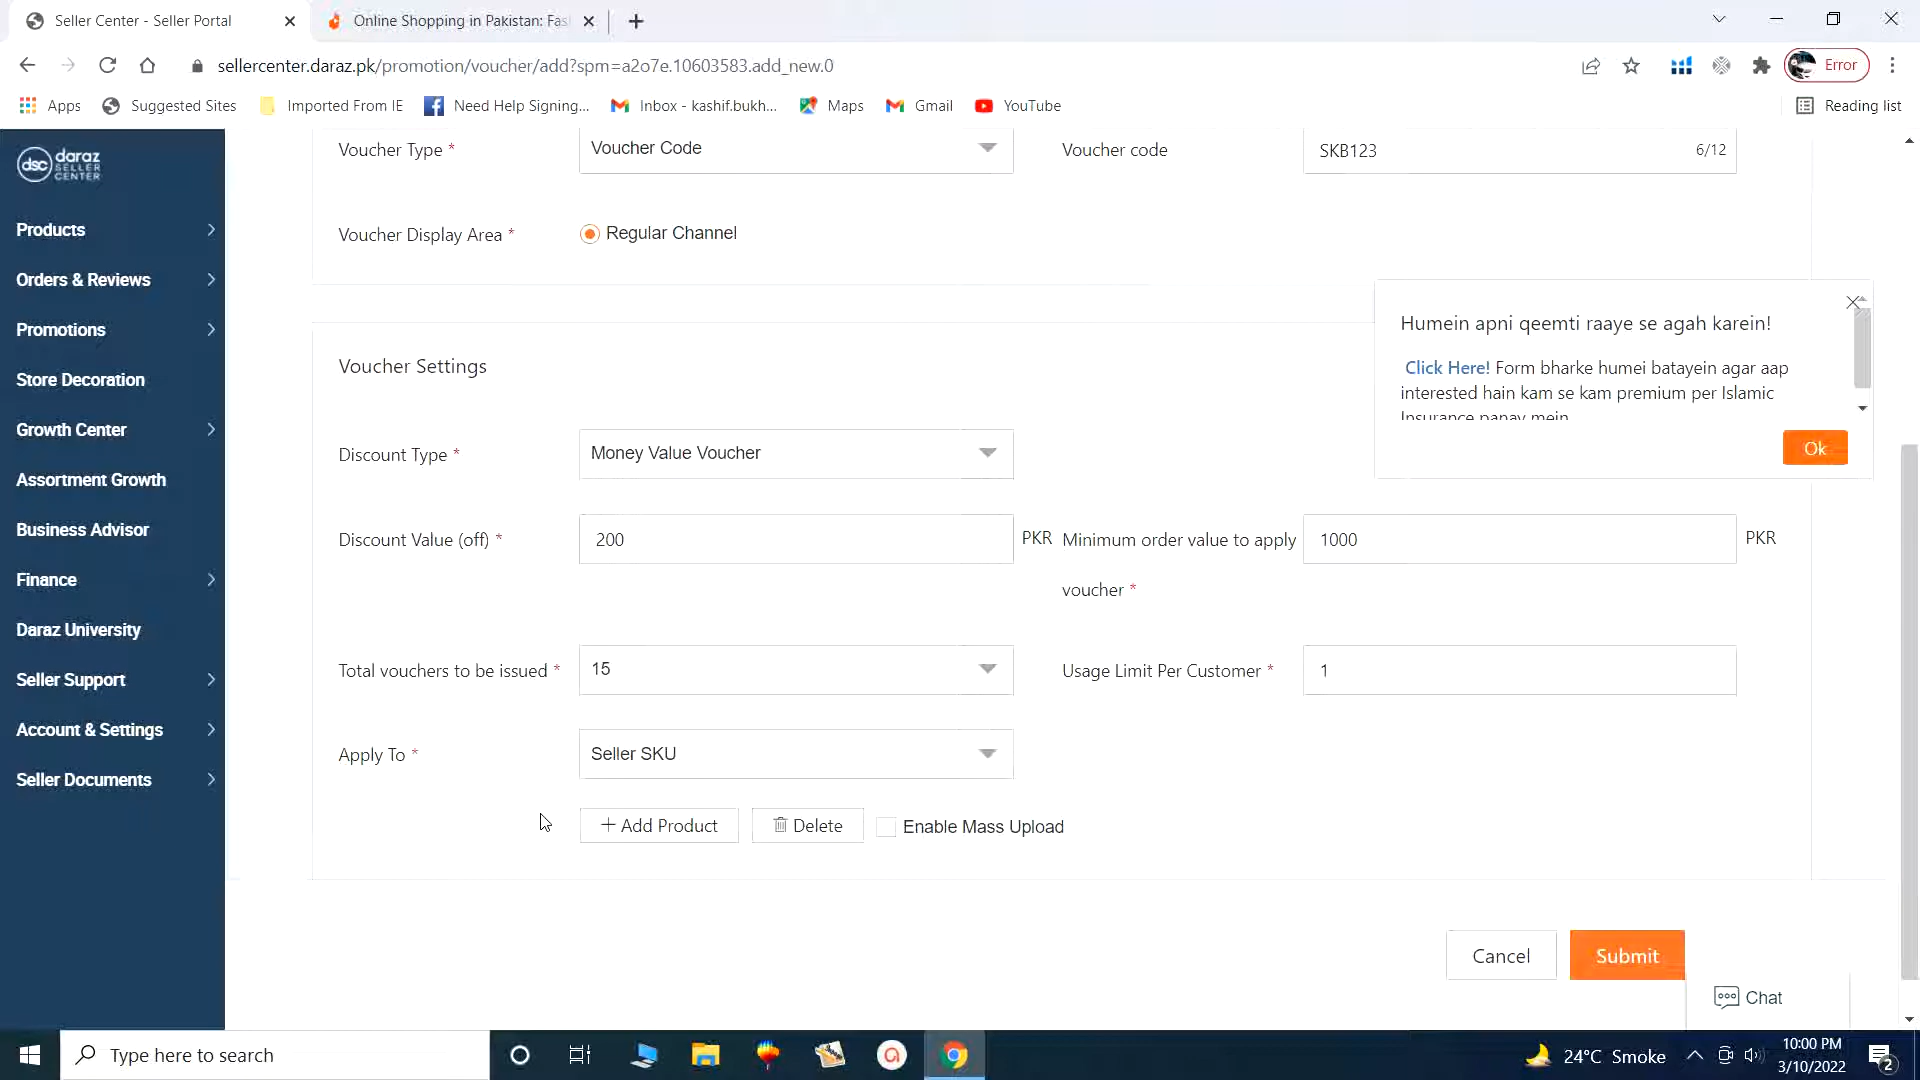 Seller Center - Seller Portal
Online Shopping in Pakistan: Fas
sellercenter.daraz.pk/promotion/voucher/add?spm=a2o7e.10603583.add_new.0
Error
Apps
Suggested Sites
Imported From IE
Need Help Signing...
Inbox - kashif.bukh...
Maps
Gmail
YouTube
Reading list
dsc daraz
SELLER
CENTER
Products
Orders & Reviews
Promotions
Store Decoration
Growth Center
Assortment Growth
Business Advisor
Finance
Daraz University
Seller Support
Account & Settings
Seller Documents
Voucher Type *
Voucher Code
Voucher code
SKB123
6/12
Voucher Display Area *
Regular Channel
Humein apni qeemti raaye se agah karein!
Click Here! Form bharke humei batayein agar aap
interested hain kam se kam premium per Islamic
Insurance panay mein
Ok
Voucher Settings
Discount Type *
Money Value Voucher
Discount Value (off) *
200
PKR
Minimum order value to apply
voucher *
1000
PKR
Total vouchers to be issued *
15
Usage Limit Per Customer *
1
Apply To *
Seller SKU
+ Add Product
Delete
Enable Mass Upload
Cancel
Submit
Chat
Type here to search
24°C Smoke
10:00 PM
3/10/2022
2